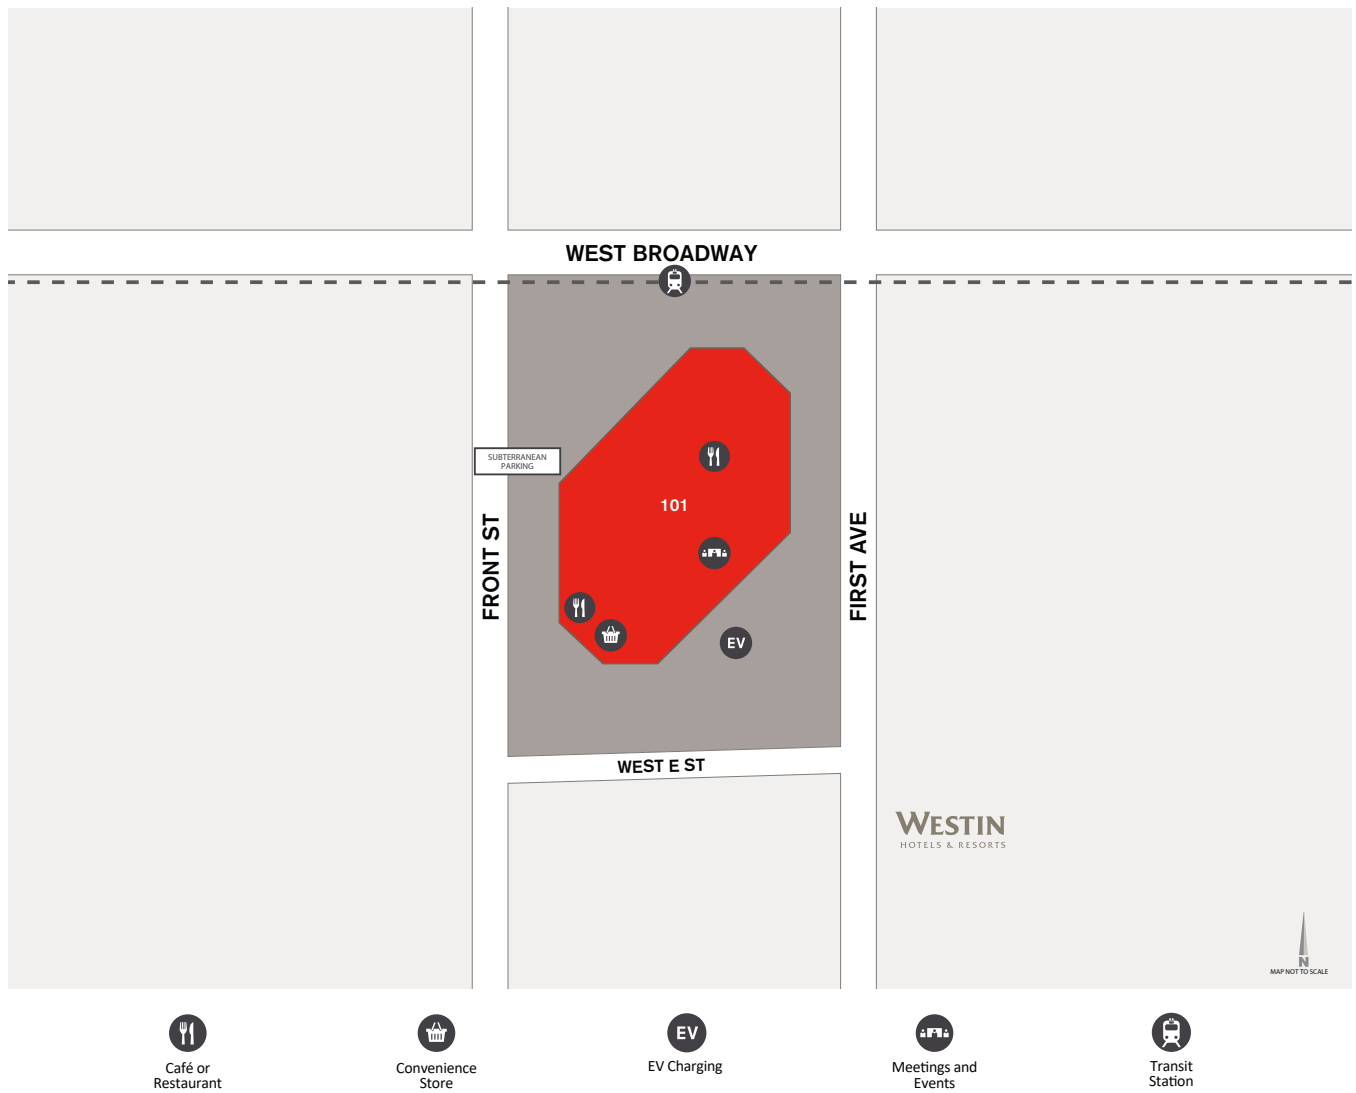 WEST BROADWAY
SUBTERRANEAN
PARKING
101
FRONT ST
FIRST AVE
EV
WEST E ST
WESTIN
HOTELS & RESORTS
N
MAP NOT TO SCALE
EV
Café or
Restaurant
Convenience
Store
EV Charging
Meetings and
Events
Transit
Station